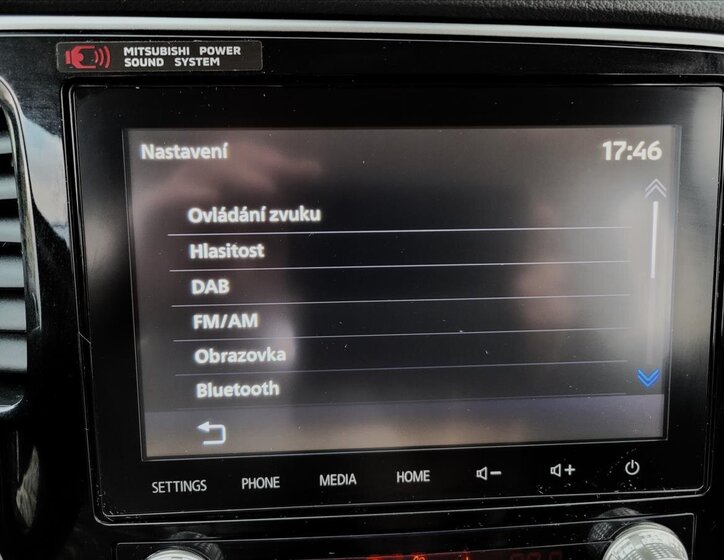 MITSUBISHI POWER
SOUND SYSTEM
Nastavení
17:46
Ovládání zvuku
Hlasitost
DAB
FM/AM
Obrazovka
Bluetooth
SETTINGS PHONE MEDIA HOME